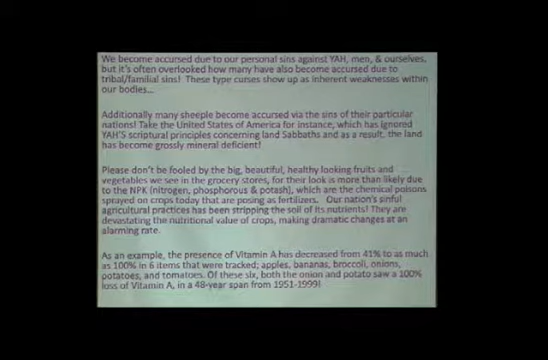 We become accursed due to our personal sins against YAH, men, & ourselves,
but it's often overlooked how many have also become accursed due to
tribal/familial sins!  These type curses show up as inherent weaknesses within
our bodies...
Additionally many sheeple become accursed via the sins of their particular
nations! Take the United States of America for instance, which has ignored
YAH'S scriptural principles concerning land Sabbaths and as a result, the land
has become grossly mineral deficient!
Please don't be fooled by the big, beautiful, healthy looking fruits and
vegetables we see in the grocery stores, for their look is more than likely due
to the NPK (nitrogen, phosphorous & potash), which are the chemical poisons
sprayed on crops today that are posing as fertilizers.   Our nation's sinful
agricultural practices has been stripping the soil of its nutrients! They are
devastating the nutritional value of crops, making dramatic changes at an
alarming rate.
As an example, the presence of Vitamin A has decreased from 41% to as much
as 100% in 6 items that were tracked; apples, bananas, broccoli, onions,
potatoes, and tomatoes. Of these six, both the onion and potato saw a 100%
loss of Vitamin A, in a 48-year span from 1951-1999!